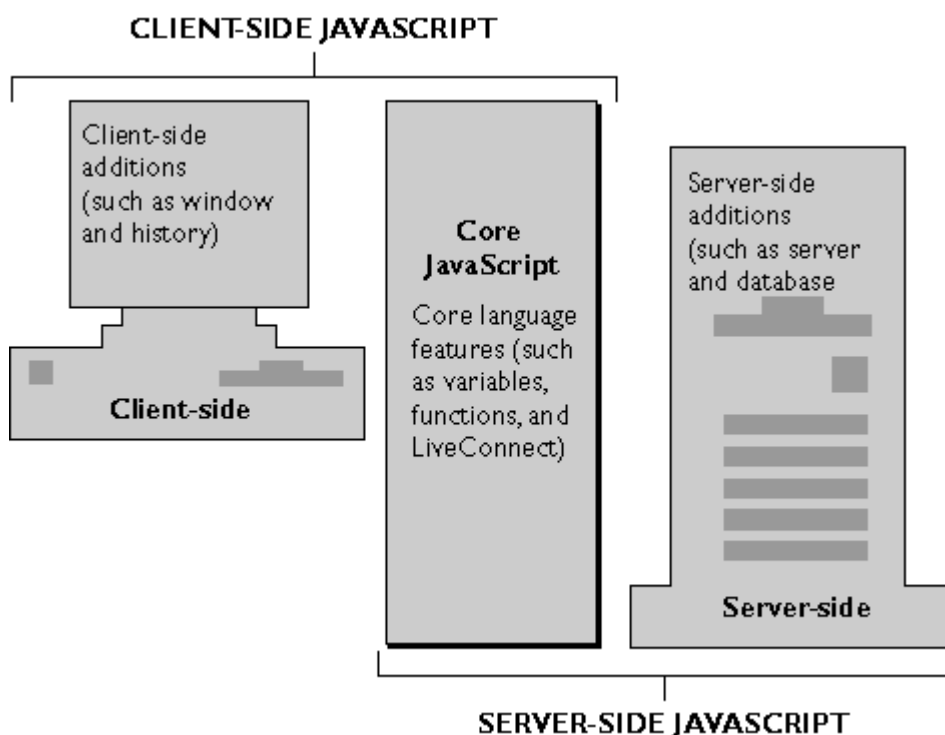 CLIENT-SIDE JAVASCRIPT
Client-side
additions
(such as window
and history)
Client-side
Core
JavaScript
Core language
features (such
as variables,
functions, and
LiveConnect)
Server-side
additions
(such as server
and database
Server-side
SERVER-SIDE JAVASCRIPT